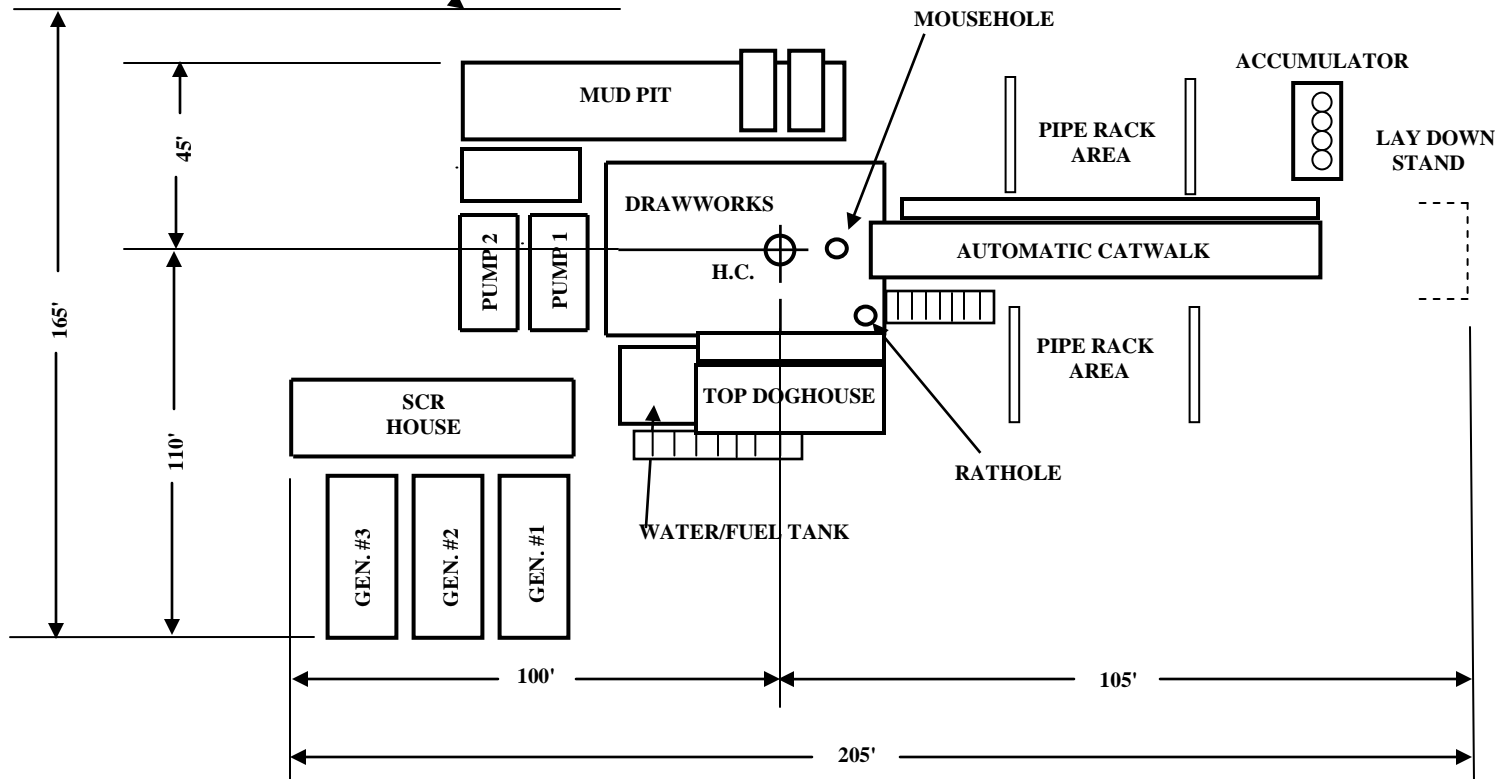 MOUSEHOLE
ACCUMULATOR
MUD PIT
PIPE RACK
AREA
LAY DOWN
STAND
45'
DRAWWORKS
PUMP 2
PUMP 1
H.C.
AUTOMATIC CATWALK
165'
PIPE RACK
AREA
SCR
HOUSE
TOP DOGHOUSE
110'
RATHOLE
WATER/FUEL TANK
GEN. #3
GEN. #2
GEN. #1
100'
105'
205'